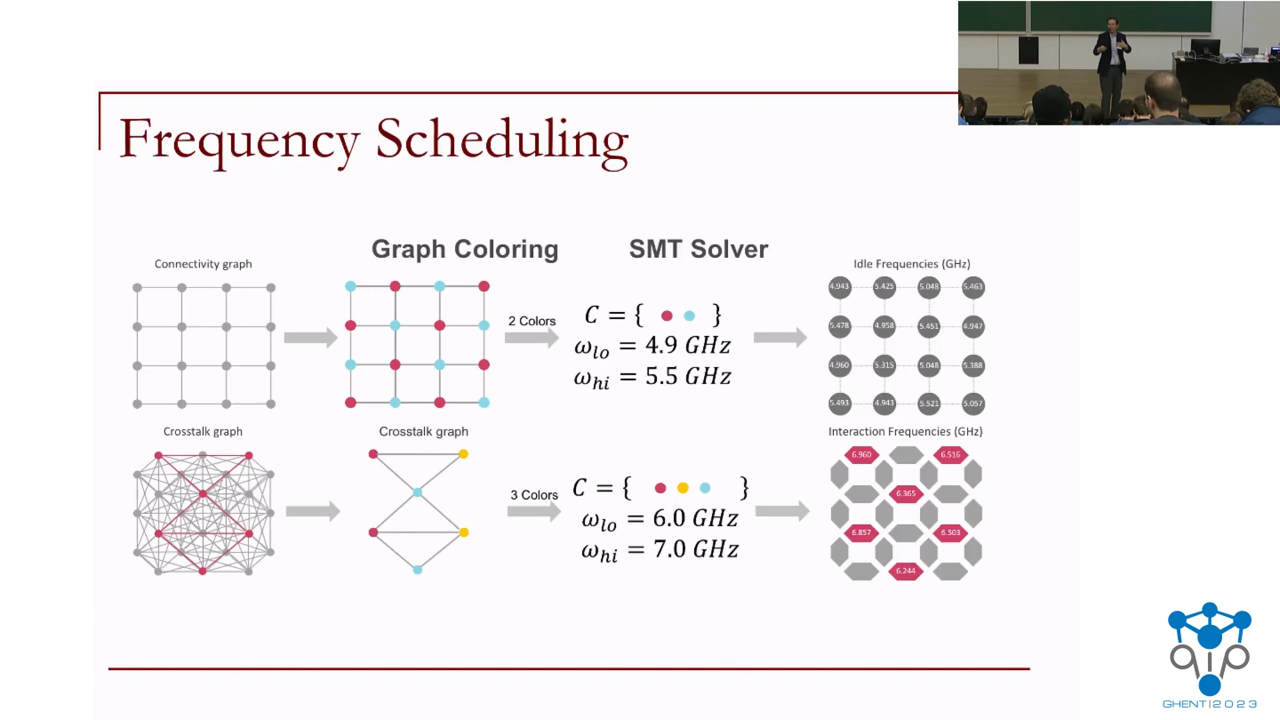 Frequency Scheduling
Graph Coloring
SMT Solver
Connectivity graph
2 Colors
C = { }
ω_lo = 4.9 GHz
ω_hi = 5.5 GHz
Idle Frequencies (GHz)
4.943 5.425 5.048 5.463
5.478 4.958 5.451 4.947
4.960 5.315 5.048 5.388
5.493 4.943 5.521 5.057
Crosstalk graph
Crosstalk graph
3 Colors
C = { }
ω_lo = 6.0 GHz
ω_hi = 7.0 GHz
Interaction Frequencies (GHz)
6.960 6.516
6.365
6.857 6.503
6.244
qip
GHENT|2023